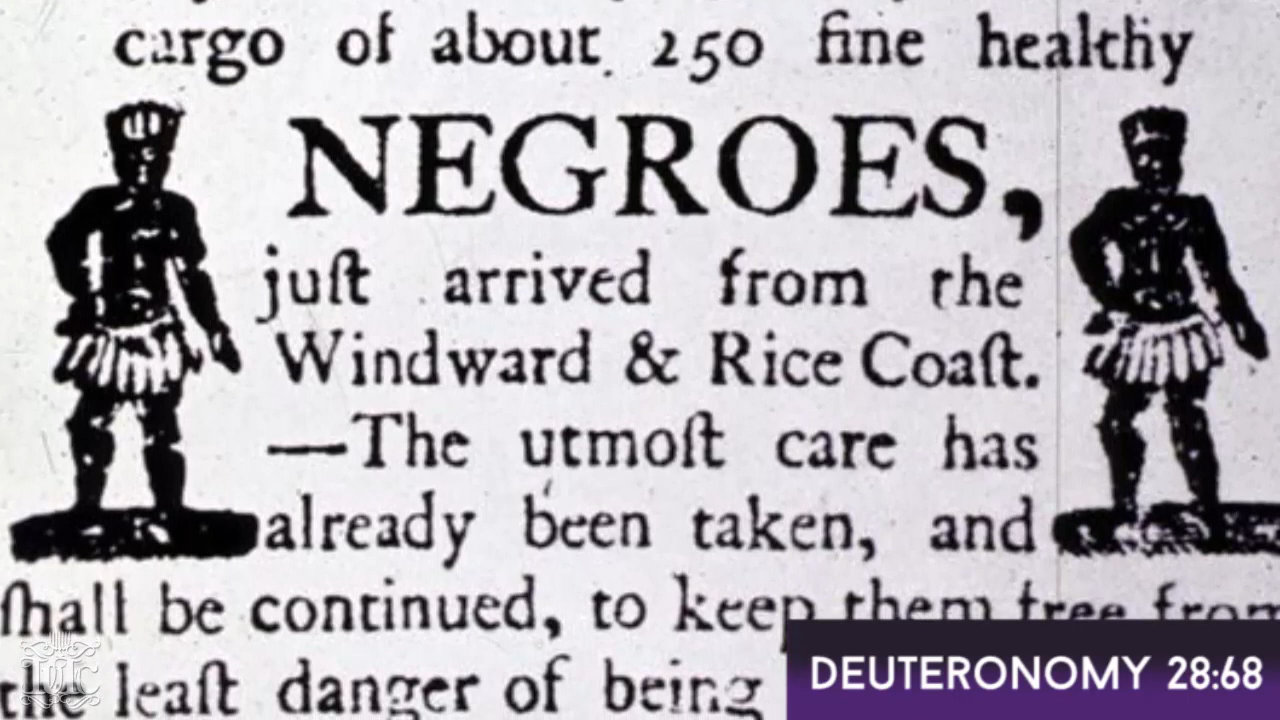 cargo of about 250 fine healthy
NEGROES,
juſt arrived from the
Windward & Rice Coaſt.
—The utmoſt care has
already been taken, and
ſhall be continued, to keep them free from
the leaſt danger of being
DEUTERONOMY 28:68